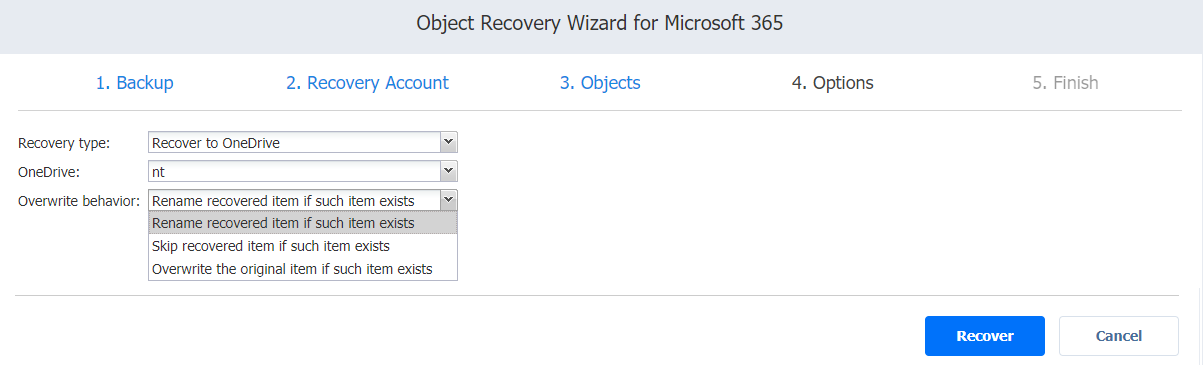 Object Recovery Wizard for Microsoft 365
1. Backup 2. Recovery Account 3. Objects 4. Options 5. Finish
Recovery type: Recover to OneDrive
OneDrive: nt
Overwrite behavior: Rename recovered item if such item exists
Rename recovered item if such item exists
Skip recovered item if such item exists
Overwrite the original item if such item exists
Recover Cancel